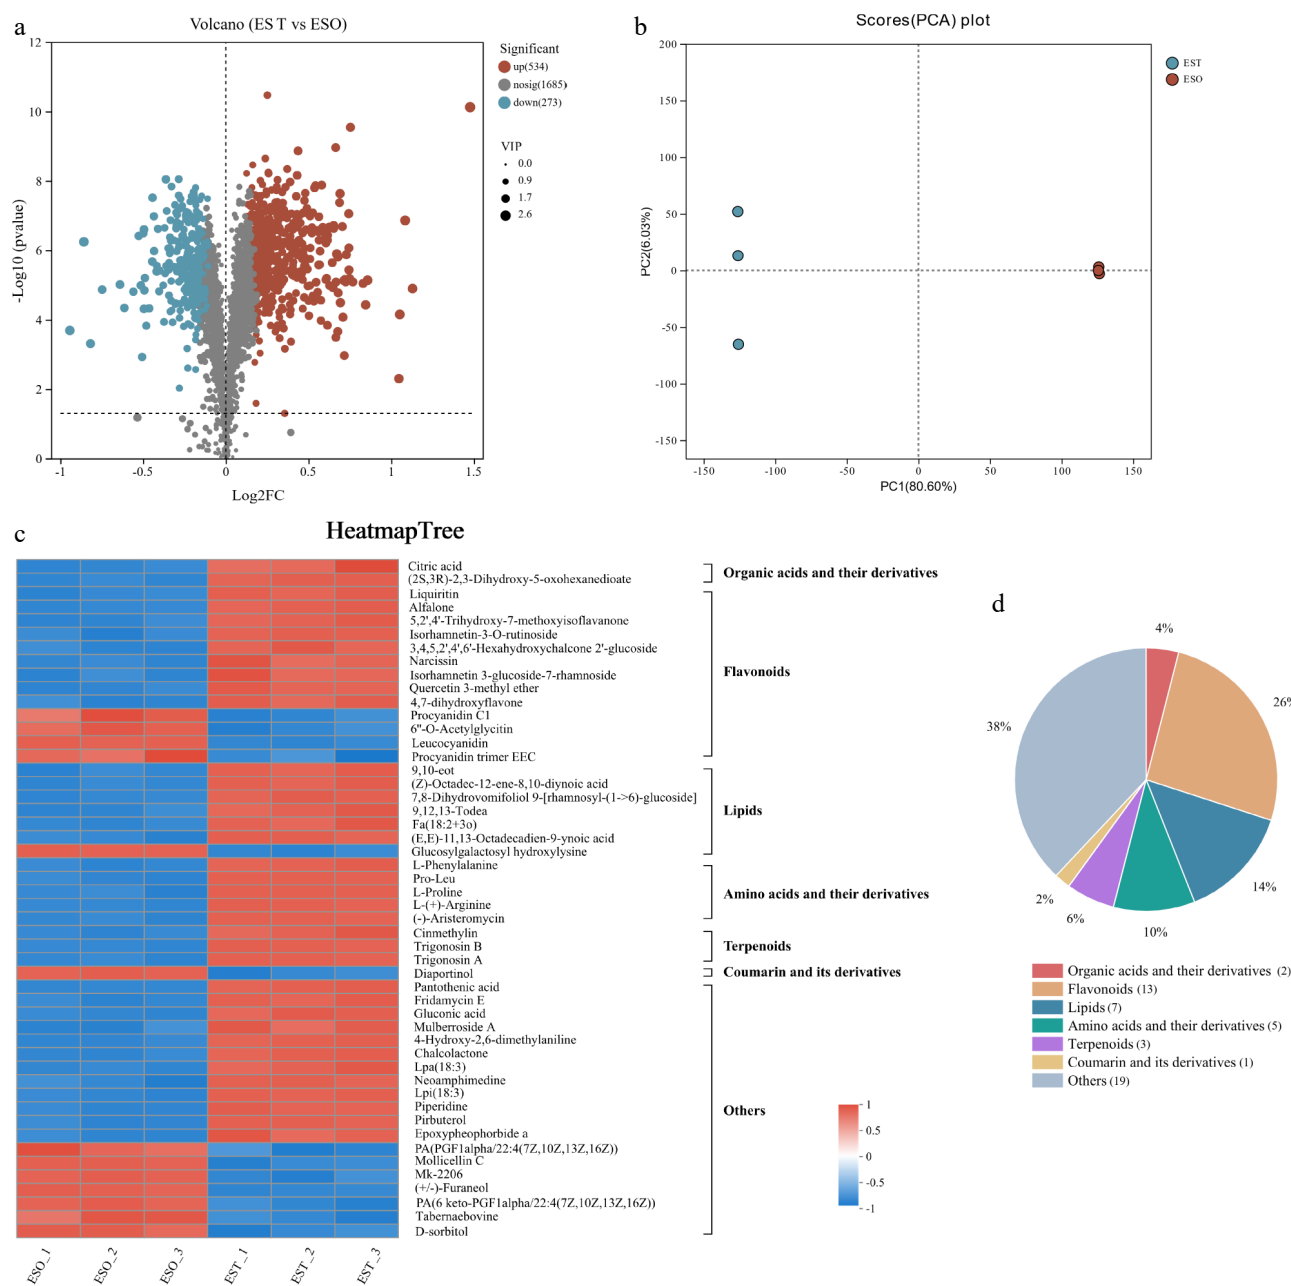 a
Volcano (EST vs ESO)
12
10
8
6
4
2
0
-1
-0.5
0
0.5
1
1.5
-Log10 (pvalue)
Log2FC
Significant
up(534)
nosig(1685)
down(273)
VIP
0.0
0.9
1.7
2.6
b
Scores(PCA) plot
200
150
100
50
0
-50
-100
-150
-150
-100
-50
0
50
100
150
PC2(6.03%)
PC1(80.60%)
EST
ESO
c
HeatmapTree
Citric acid
(2S,3R)-2,3-Dihydroxy-5-oxohexanedioate
Liquiritin
Alfalone
5,2',4'-Trihydroxy-7-methoxyisoflavanone
Isorhamnetin-3-O-rutinoside
3,4,5,2',4',6'-Hexahydroxychalcone 2'-glucoside
Narcissin
Isorhamnetin 3-glucoside-7-rhamnoside
Quercetin 3-methyl ether
4,7-dihydroxyflavone
Procyanidin C1
6''-O-Acetylglycitin
Leucocyanidin
Procyanidin trimer EEC
9,10-eot
(Z)-Octadec-12-ene-8,10-diynoic acid
7,8-Dihydrovomifoliol 9-[rhamnosyl-(1->6)-glucoside]
9,12,13-Todea
Fa(18:2+3o)
(E,E)-11,13-Octadecadien-9-ynoic acid
Glucosylgalactosyl hydroxylysine
L-Phenylalanine
Pro-Leu
L-Proline
L-(+)-Arginine
(-)-Aristeromycin
Cinmethylin
Trigonosin B
Trigonosin A
Diaportinol
Pantothenic acid
Fridamycin E
Gluconic acid
Mulberroside A
4-Hydroxy-2,6-dimethylaniline
Chalcolactone
Lpa(18:3)
Neoamphimedine
Lpi(18:3)
Piperidine
Pirbuterol
Epoxypheophorbide a
PA(PGF1alpha/22:4(7Z,10Z,13Z,16Z))
Mollicellin C
Mk-2206
(+/-)-Furaneol
PA(6 keto-PGF1alpha/22:4(7Z,10Z,13Z,16Z))
Tabernaebovine
D-sorbitol
ESO_1
ESO_2
ESO_3
EST_1
EST_2
EST_3
Organic acids and their derivatives
Flavonoids
Lipids
Amino acids and their derivatives
Terpenoids
Coumarin and its derivatives
Others
1
0.5
0
-0.5
-1
d
4%
26%
14%
10%
6%
2%
38%
Organic acids and their derivatives (2)
Flavonoids (13)
Lipids (7)
Amino acids and their derivatives (5)
Terpenoids (3)
Coumarin and its derivatives (1)
Others (19)